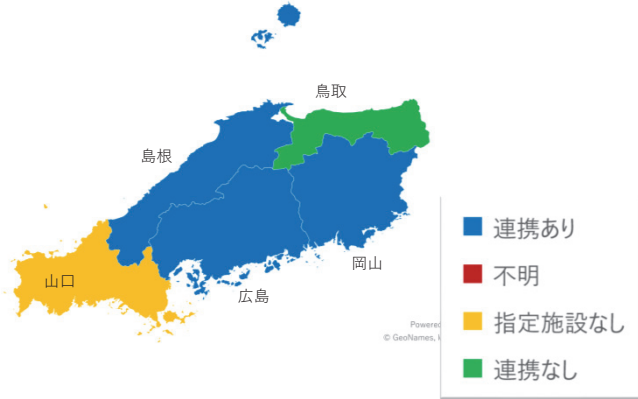 鳥取
島根
山口
広島
岡山
連携あり
不明
指定施設なし
連携なし
Powered
© GeoNames,